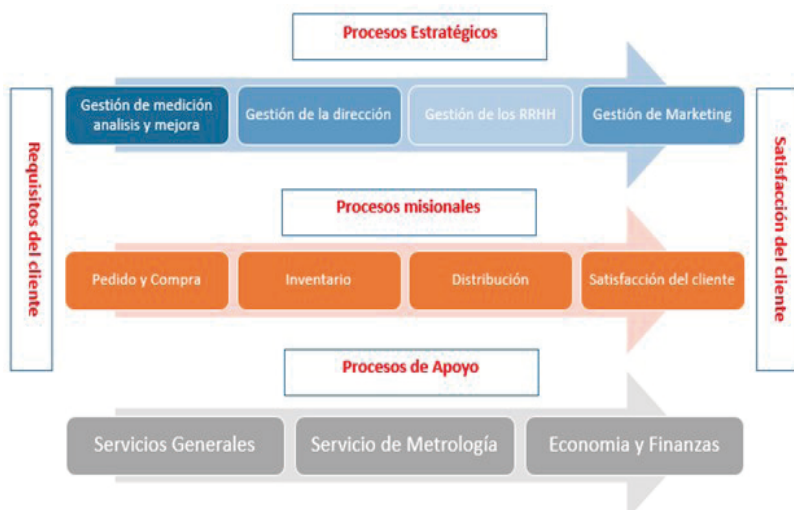 Procesos Estratégicos
Requisitos del cliente
Gestión de medición
analisis y mejora
Gestión de la dirección
Gestión de los RRHH
Gestión de Marketing
Satisfacción del cliente
Procesos misionales
Pedido y Compra
Inventario
Distribución
Satisfacción del cliente
Procesos de Apoyo
Servicios Generales
Servicio de Metrología
Economia y Finanzas